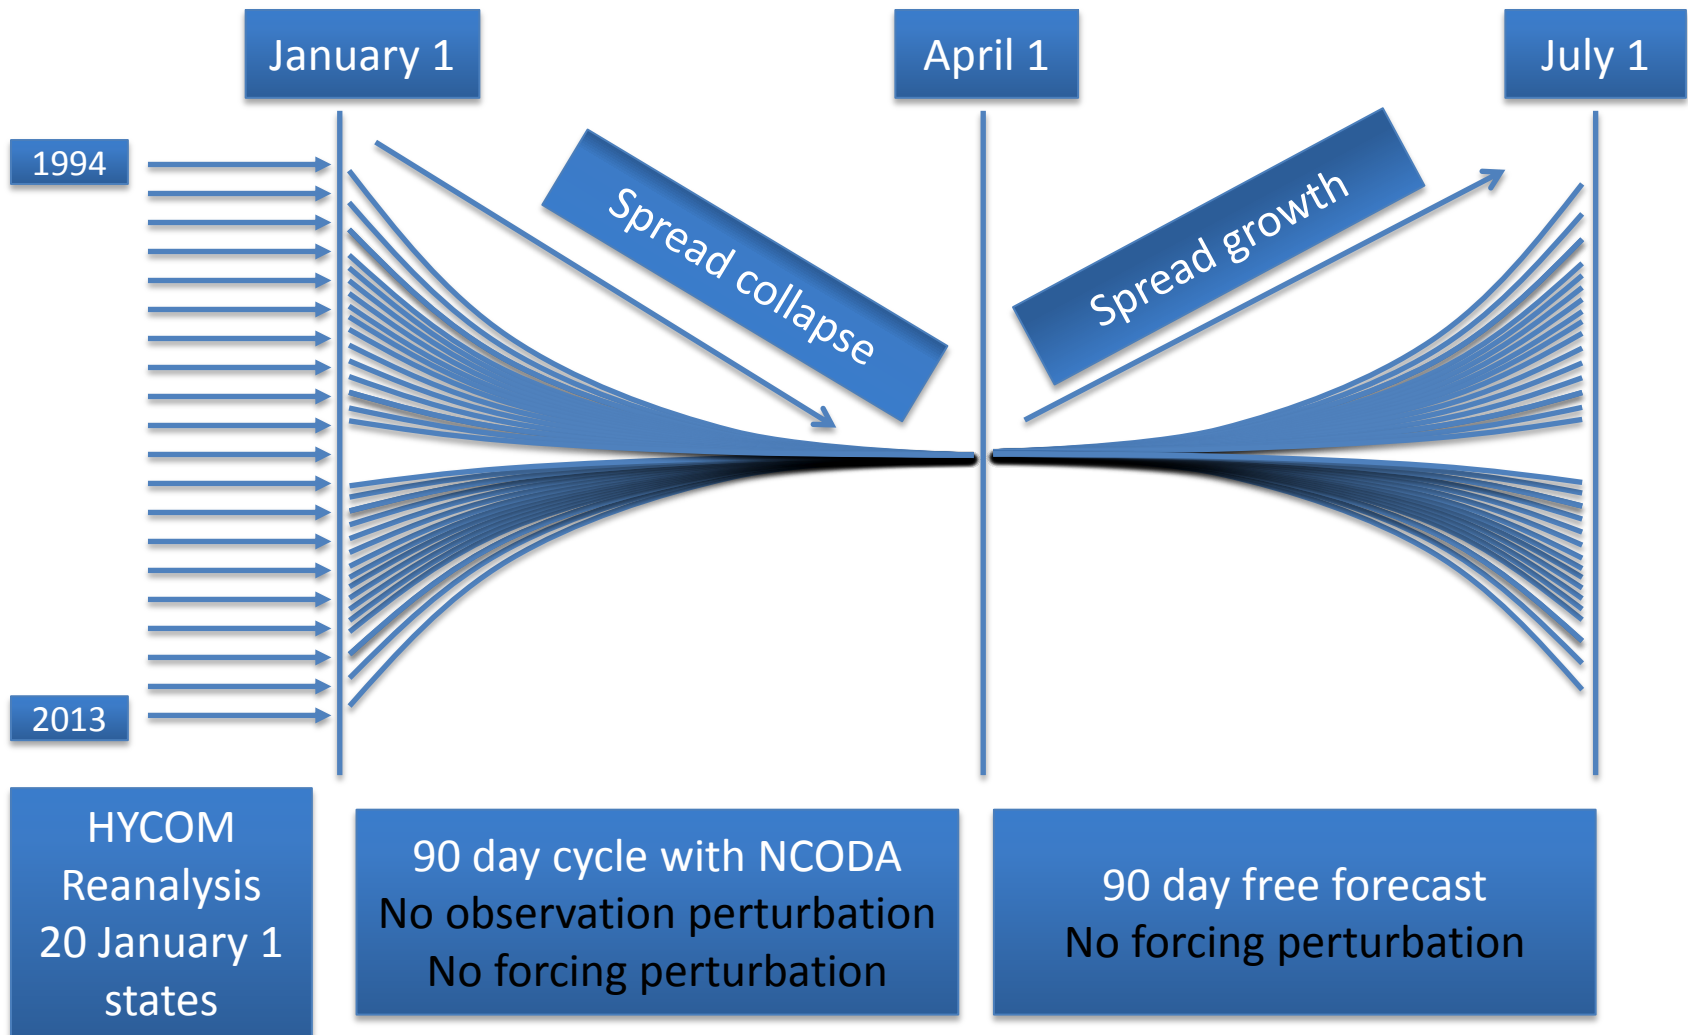 January 1
April 1
July 1
1994
Spread collapse
Spread growth
2013
HYCOM
Reanalysis
20 January 1
states
90 day cycle with NCODA
No observation perturbation
No forcing perturbation
90 day free forecast
No forcing perturbation